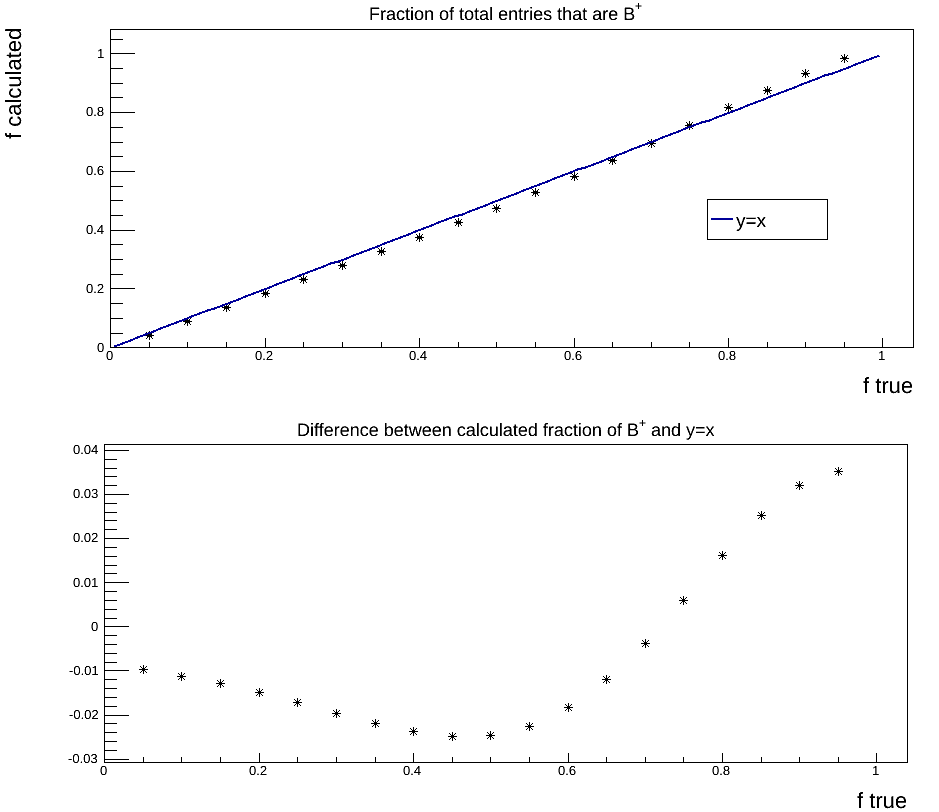 Fraction of total entries that are B⁺
f calculated
1
0.8
0.6
0.4
0.2
0
y=x
0 0.2 0.4 0.6 0.8 1
f true
Difference between calculated fraction of B⁺ and y=x
0.04
0.03
0.02
0.01
0
-0.01
-0.02
-0.03
0 0.2 0.4 0.6 0.8 1
f true